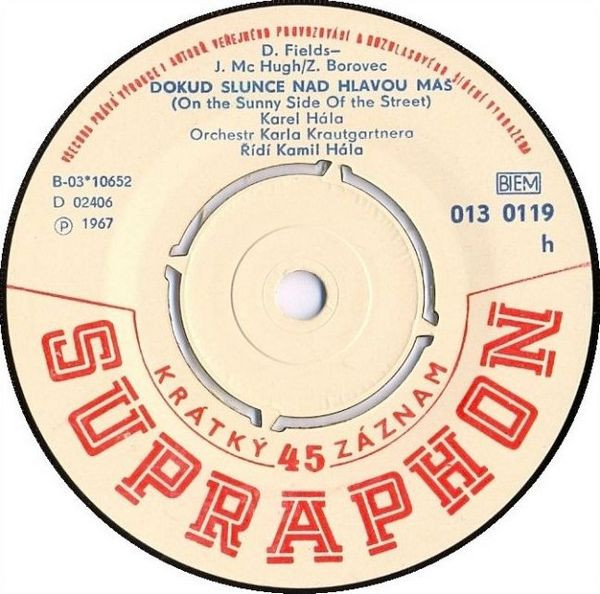 VŠECHNA PRÁVA VÝROBCE I AUTORŮ VEŘEJNÉHO PROVOZOVÁNÍ A ROZHLASOVÉHO ŠÍŘENÍ VYHRAŽENA
D. Fields–
J. Mc Hugh/Z. Borovec
DOKUD SLUNCE NAD HLAVOU MÁŠ
(On the Sunny Side Of the Street)
Karel Hála
Orchestr Karla Krautgartnera
Řídí Kamil Hála
B-03*10652
D 02406
Ⓟ 1967
BIEM
013 0119
h
KRÁTKÝ 45 ZÁZNAM
SUPRAPHON